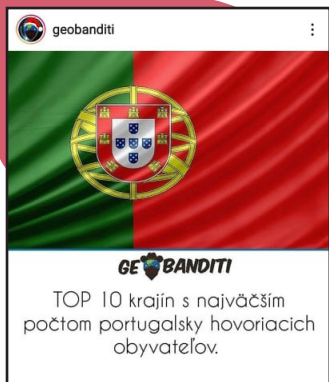 geobanditi
GEOBANDITI
TOP 10 krajín s najväčším
počtom portugalsky hovoriacich
obyvateľov.